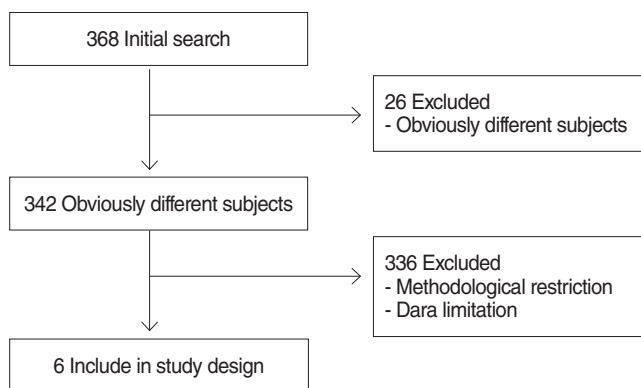 368 Initial search
26 Excluded
- Obviously different subjects
342 Obviously different subjects
336 Excluded
- Methodological restriction
- Dara limitation
6 Include in study design